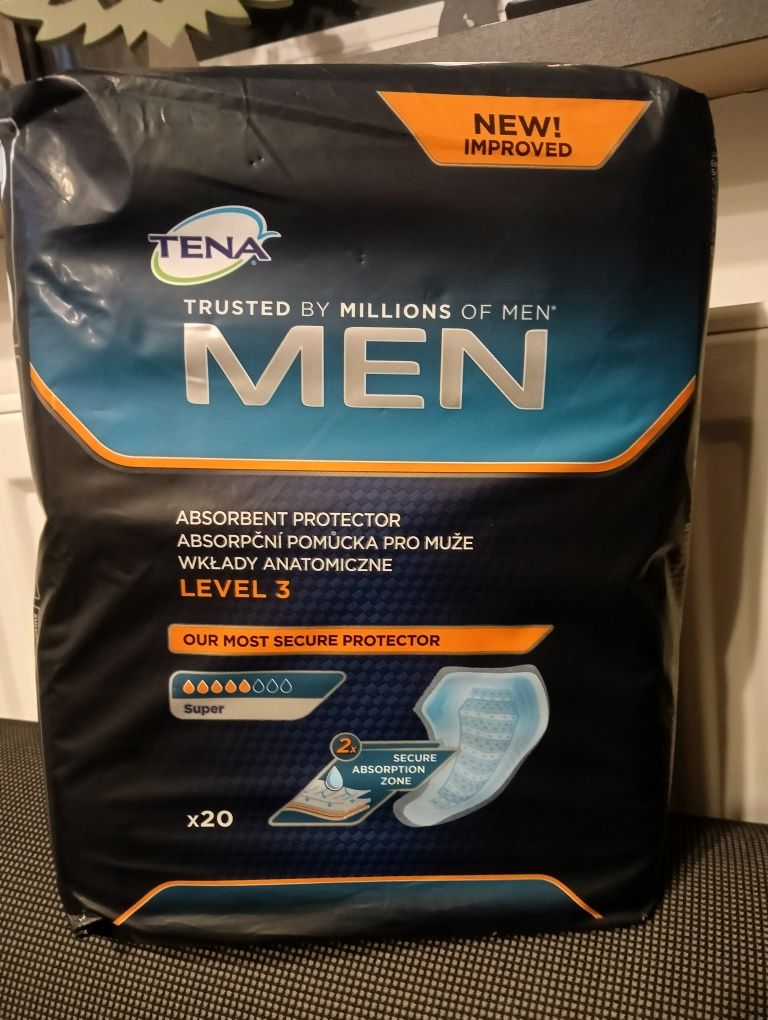 NEW!
IMPROVED
TENA
TRUSTED BY MILLIONS OF MEN*
MEN
ABSORBENT PROTECTOR
ABSORPČNÍ POMŮCKA PRO MUŽE
WKŁADY ANATOMICZNE
LEVEL 3
OUR MOST SECURE PROTECTOR
Super
2x
SECURE
ABSORPTION
ZONE
x20